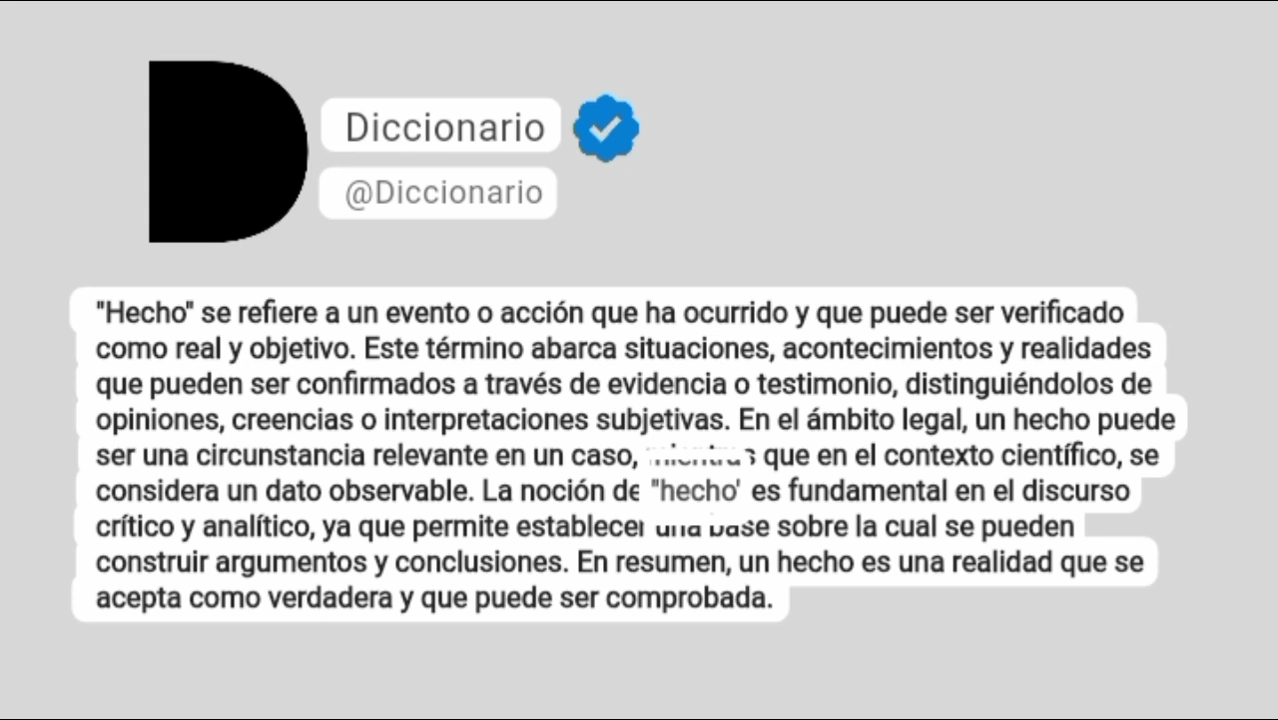 Diccionario
@Diccionario
"Hecho" se refiere a un evento o acción que ha ocurrido y que puede ser verificado
como real y objetivo. Este término abarca situaciones, acontecimientos y realidades
que pueden ser confirmados a través de evidencia o testimonio, distinguiéndolos de
opiniones, creencias o interpretaciones subjetivas. En el ámbito legal, un hecho puede
ser una circunstancia relevante en un caso, mientras que en el contexto científico, se
considera un dato observable. La noción de "hecho" es fundamental en el discurso
crítico y analítico, ya que permite establecer una base sobre la cual se pueden
construir argumentos y conclusiones. En resumen, un hecho es una realidad que se
acepta como verdadera y que puede ser comprobada.